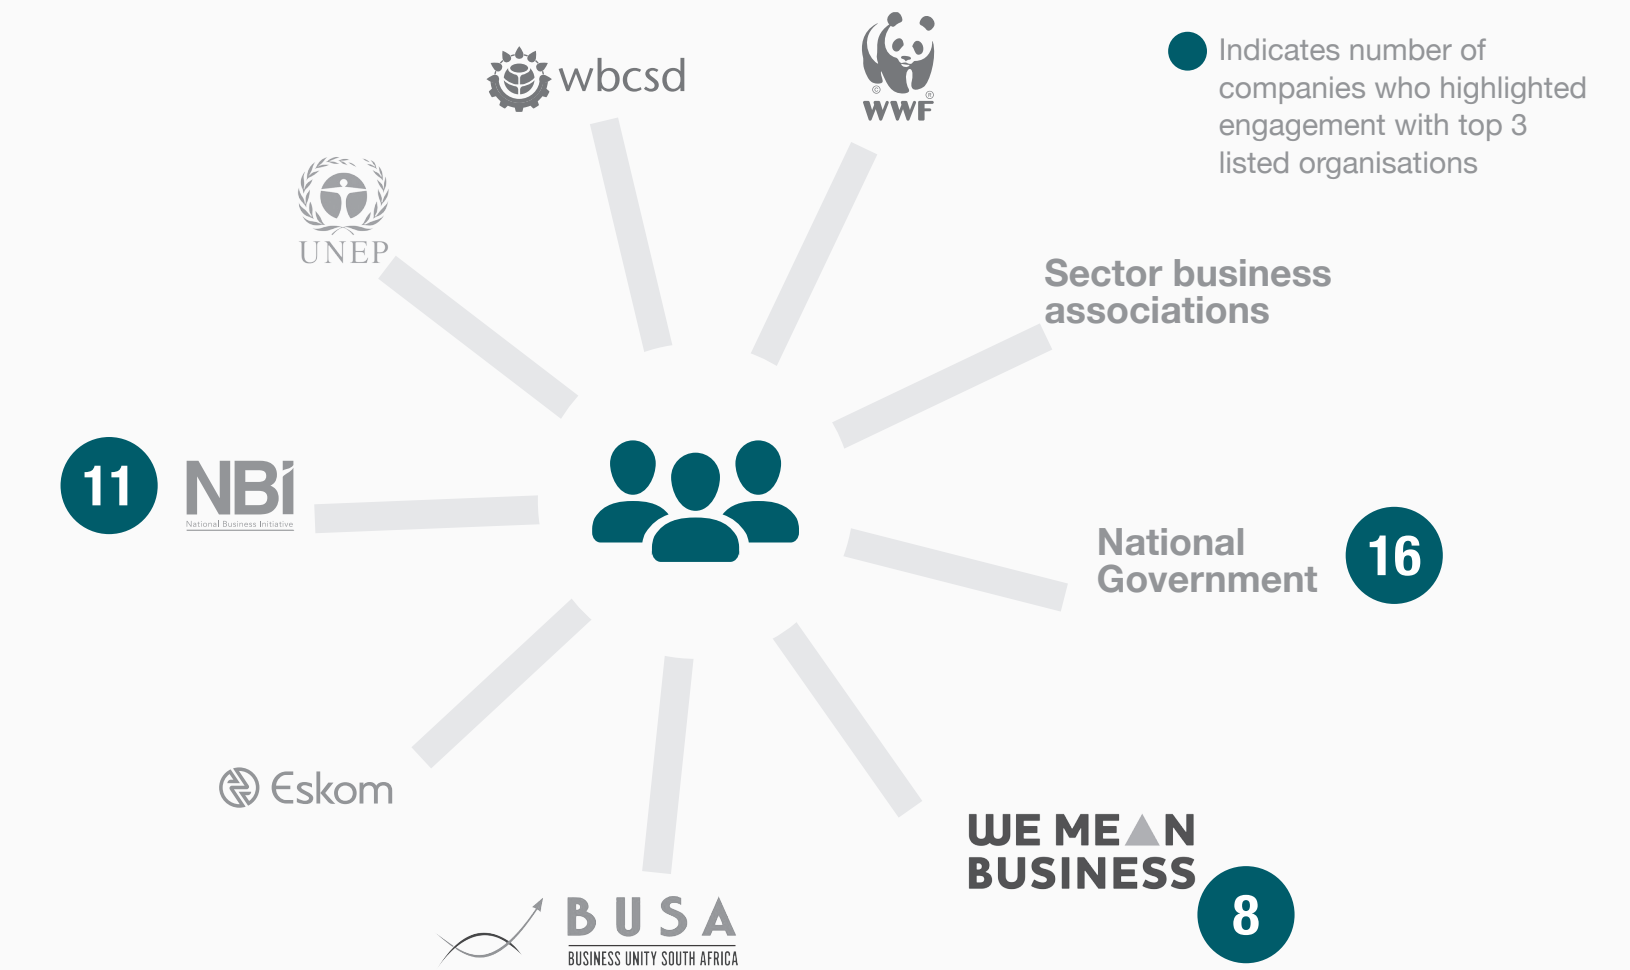 wbcsd
©
®
WWF
Indicates number of
companies who highlighted
engagement with top 3
listed organisations
UNEP
Sector business
associations
11
NBi
National Business Initiative
National
Government
16
Eskom
WE MEAN
BUSINESS
8
BUSA
BUSINESS UNITY SOUTH AFRICA